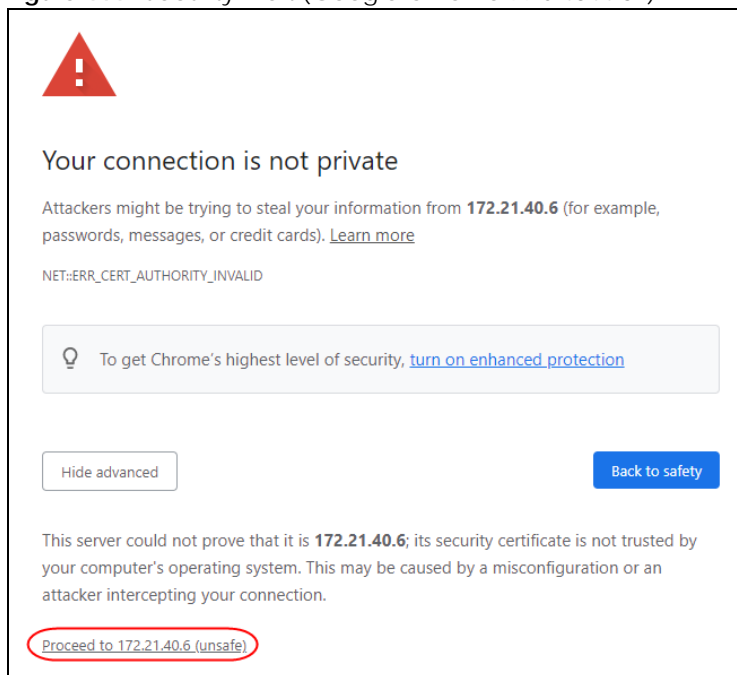 Your connection is not private
Attackers might be trying to steal your information from 172.21.40.6 (for example,
passwords, messages, or credit cards). Learn more
NET::ERR_CERT_AUTHORITY_INVALID
To get Chrome's highest level of security, turn on enhanced protection
Hide advanced
Back to safety
This server could not prove that it is 172.21.40.6; its security certificate is not trusted by
your computer's operating system. This may be caused by a misconfiguration or an
attacker intercepting your connection.
Proceed to 172.21.40.6 (unsafe)